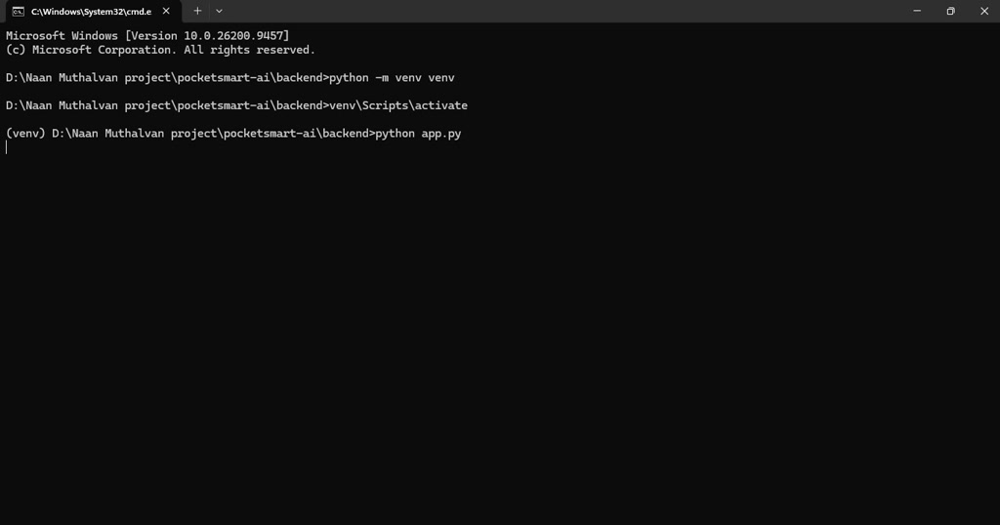 C:\Windows\System32\cmd.e
Microsoft Windows [Version 10.0.26200.9457]
(c) Microsoft Corporation. All rights reserved.
D:\Naan Muthalvan project\pocketsmart-ai\backend>python -m venv venv
D:\Naan Muthalvan project\pocketsmart-ai\backend>venv\Scripts\activate
(venv) D:\Naan Muthalvan project\pocketsmart-ai\backend>python app.py